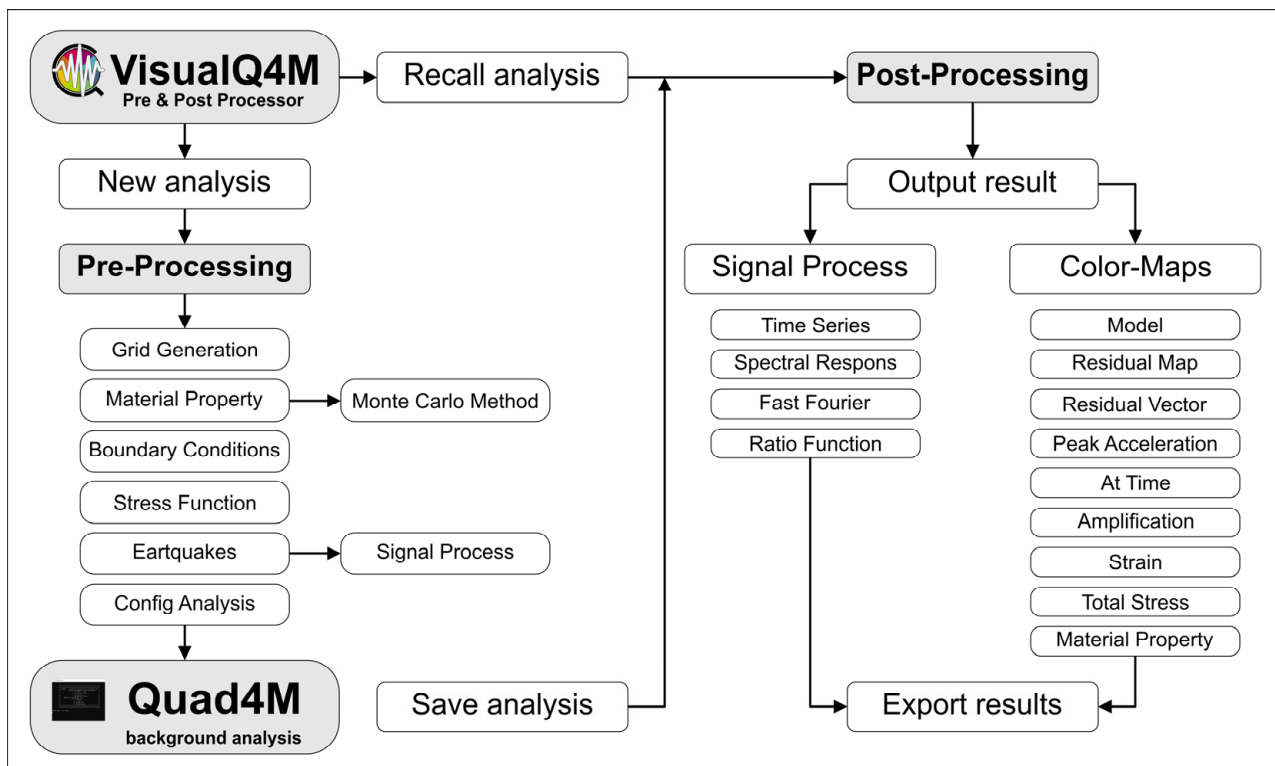 VisualQ4M
Pre & Post Processor
New analysis
Pre-Processing
Grid Generation
Material Property
Monte Carlo Method
Boundary Conditions
Stress Function
Eartquakes
Signal Process
Config Analysis
Quad4M
background analysis
Recall analysis
Save analysis
Post-Processing
Output result
Signal Process
Time Series
Spectral Respons
Fast Fourier
Ratio Function
Color-Maps
Model
Residual Map
Residual Vector
Peak Acceleration
At Time
Amplification
Strain
Total Stress
Material Property
Export results